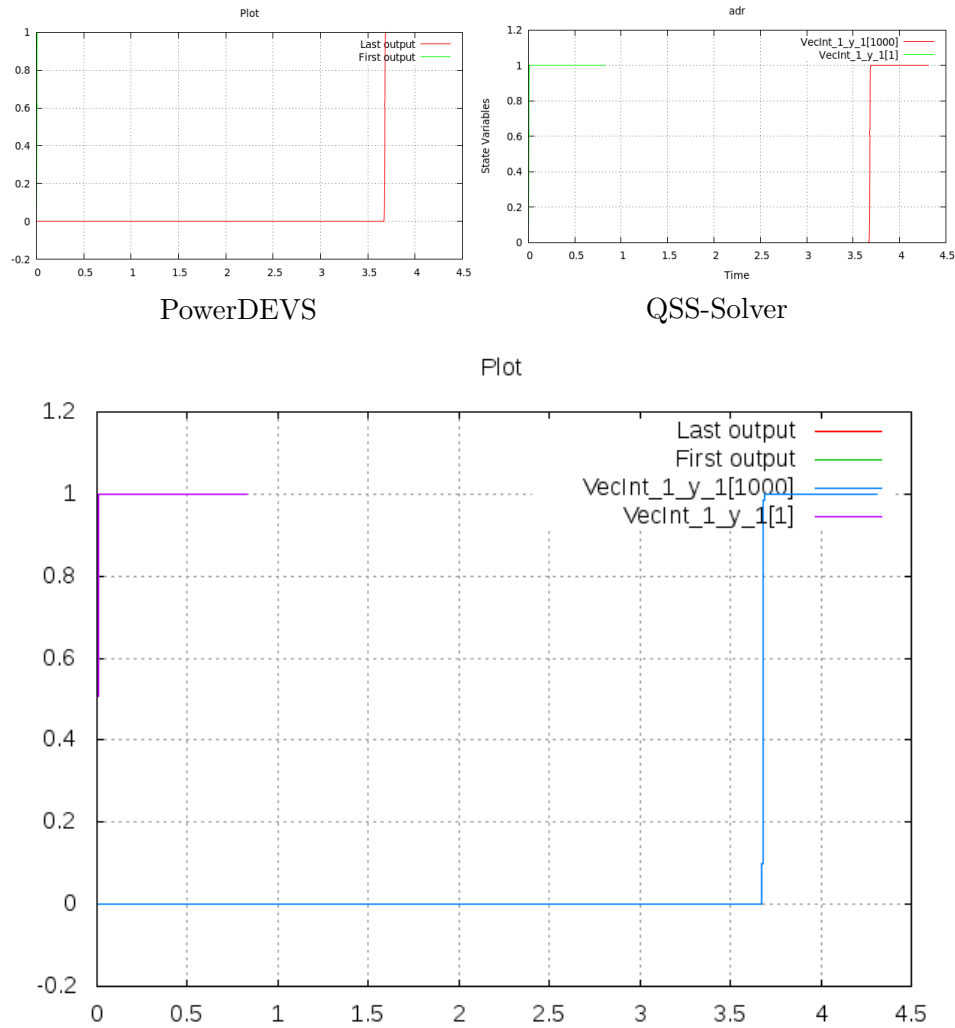 Plot
1
0.8
0.6
0.4
0.2
0
-0.2
Last output
First output
0 0.5 1 1.5 2 2.5 3 3.5 4 4.5
PowerDEVS
adr
State Variables
1.2
1
0.8
0.6
0.4
0.2
0
VecInt_1_y_1[1000]
VecInt_1_y_1[1]
0 0.5 1 1.5 2 2.5 3 3.5 4 4.5
Time
QSS-Solver
Plot
1.2
1
0.8
0.6
0.4
0.2
0
-0.2
Last output
First output
VecInt_1_y_1[1000]
VecInt_1_y_1[1]
0 0.5 1 1.5 2 2.5 3 3.5 4 4.5